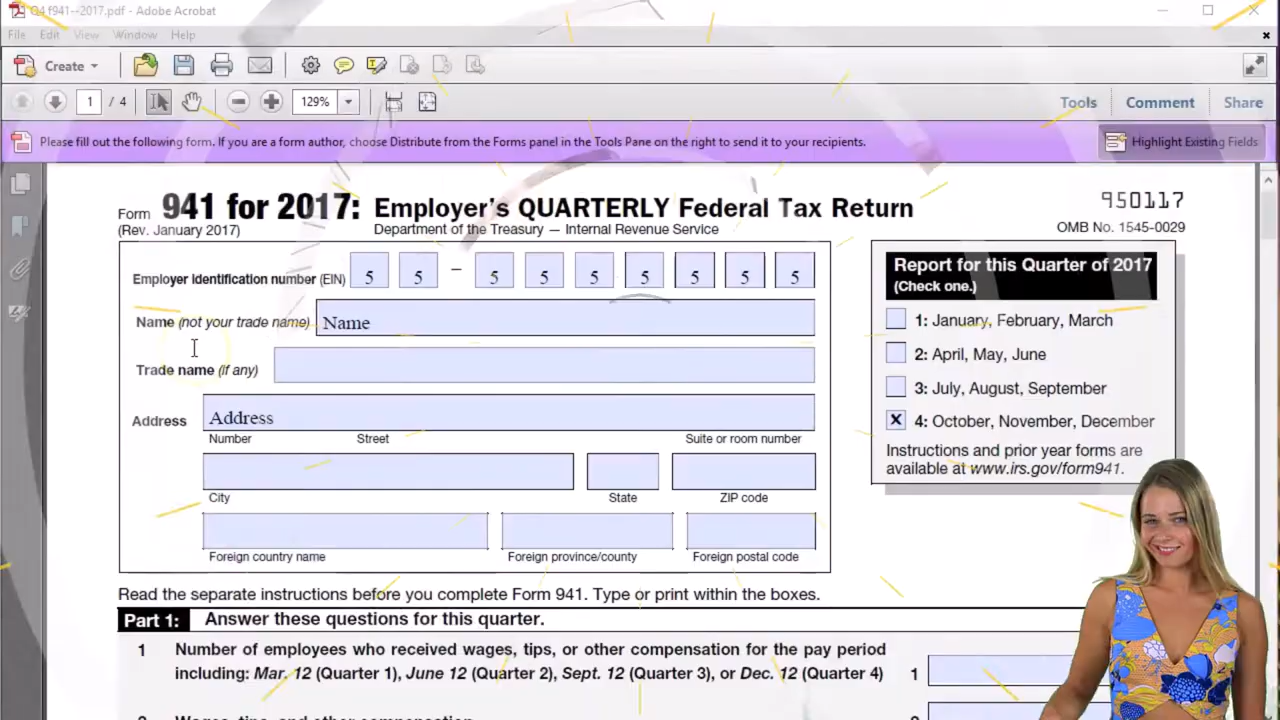 Q4 f941--2017.pdf - Adobe Acrobat
File Edit View Window Help
Create
1 / 4 129% Tools Comment Share
Please fill out the following form. If you are a form author, choose Distribute from the Forms panel in the Tools Pane on the right to send it to your recipients. Highlight Existing Fields
Form 941 for 2017: Employer's QUARTERLY Federal Tax Return 950117
(Rev. January 2017) Department of the Treasury — Internal Revenue Service OMB No. 1545-0029
Employer identification number (EIN) 5 5 – 5 5 5 5 5 5 5
Name (not your trade name) Name
Trade name (if any)
Address Address
Number Street Suite or room number
City State ZIP code
Foreign country name Foreign province/county Foreign postal code
Report for this Quarter of 2017
(Check one.)
1: January, February, March
2: April, May, June
3: July, August, September
X 4: October, November, December
Instructions and prior year forms are
available at www.irs.gov/form941.
Read the separate instructions before you complete Form 941. Type or print within the boxes.
Part 1: Answer these questions for this quarter.
1 Number of employees who received wages, tips, or other compensation for the pay period
including: Mar. 12 (Quarter 1), June 12 (Quarter 2), Sept. 12 (Quarter 3), or Dec. 12 (Quarter 4) 1